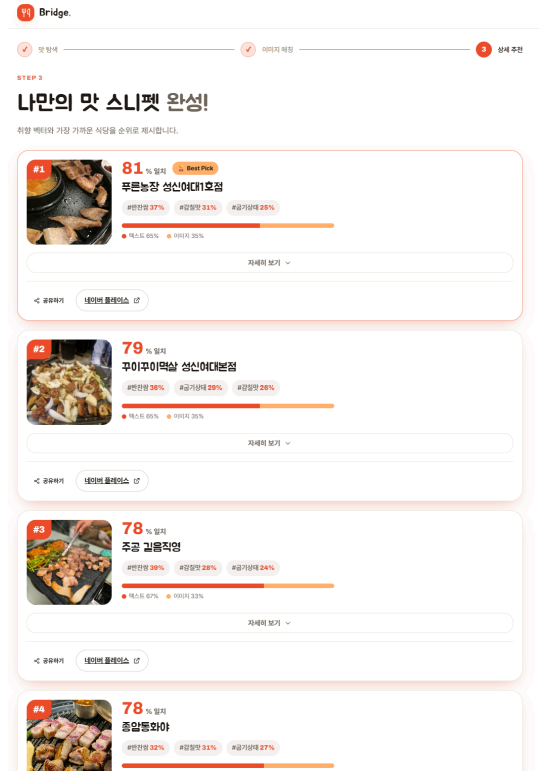 Bridge.
맛 탐색
이미지 매칭
3 상세 추천
STEP 3
나만의 맛 스니펫 완성!
취향 벡터와 가장 가까운 식당을 순위로 제시합니다.
#1
81 % 일치 Best Pick
푸른농장 성신여대1호점
#반찬쌈 37% #감칠맛 31% #굽기상태 25%
텍스트 65% 이미지 35%
자세히 보기
공유하기 네이버 플레이스
#2
79 % 일치
꾸이꾸이뎍살 성신여대본점
#반찬쌈 38% #굽기상태 29% #감칠맛 26%
텍스트 65% 이미지 35%
자세히 보기
공유하기 네이버 플레이스
#3
78 % 일치
주공 길음직영
#반찬쌈 39% #감칠맛 28% #굽기상태 24%
텍스트 67% 이미지 33%
자세히 보기
공유하기 네이버 플레이스
#4
78 % 일치
종암동화야
#반찬쌈 32% #감칠맛 31% #굽기상태 27%